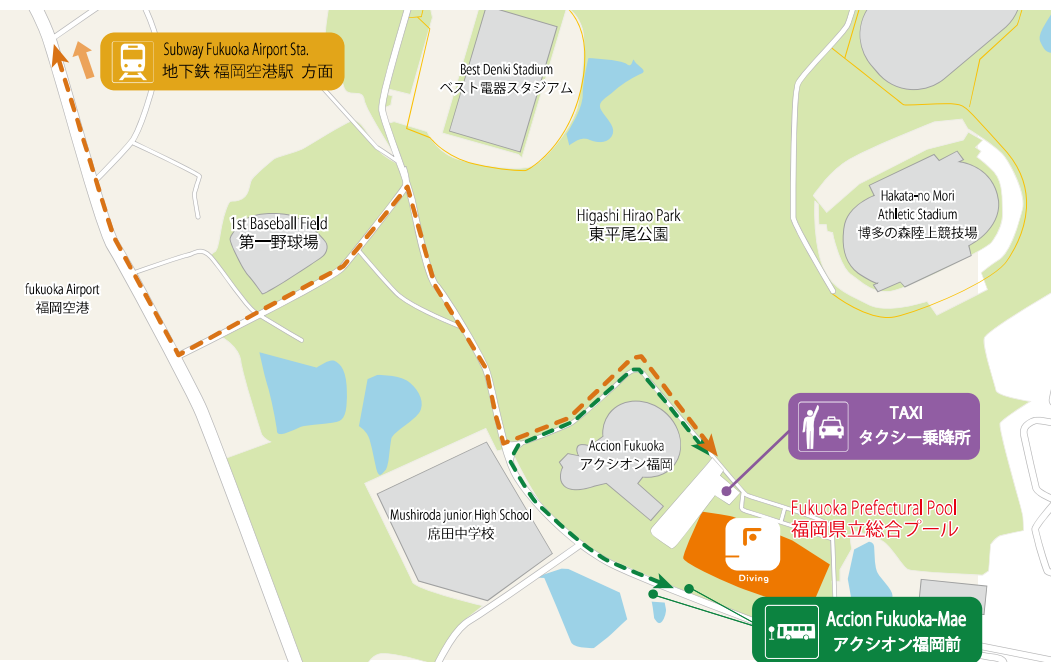 Subway Fukuoka Airport Sta.
地下鉄 福岡空港駅 方面
Best Denki Stadium
ベスト電器スタジアム
Hakata-no Mori
Athletic Stadium
博多の森陸上競技場
1st Baseball Field
第一野球場
Higashi Hirao Park
東平尾公園
fukuoka Airport
福岡空港
TAXI
タクシー乗降所
Accion Fukuoka
アクシオン福岡
Mushiroda junior High School
席田中学校
Fukuoka Prefectural Pool
福岡県立総合プール
Diving
Accion Fukuoka-Mae
アクシオン福岡前